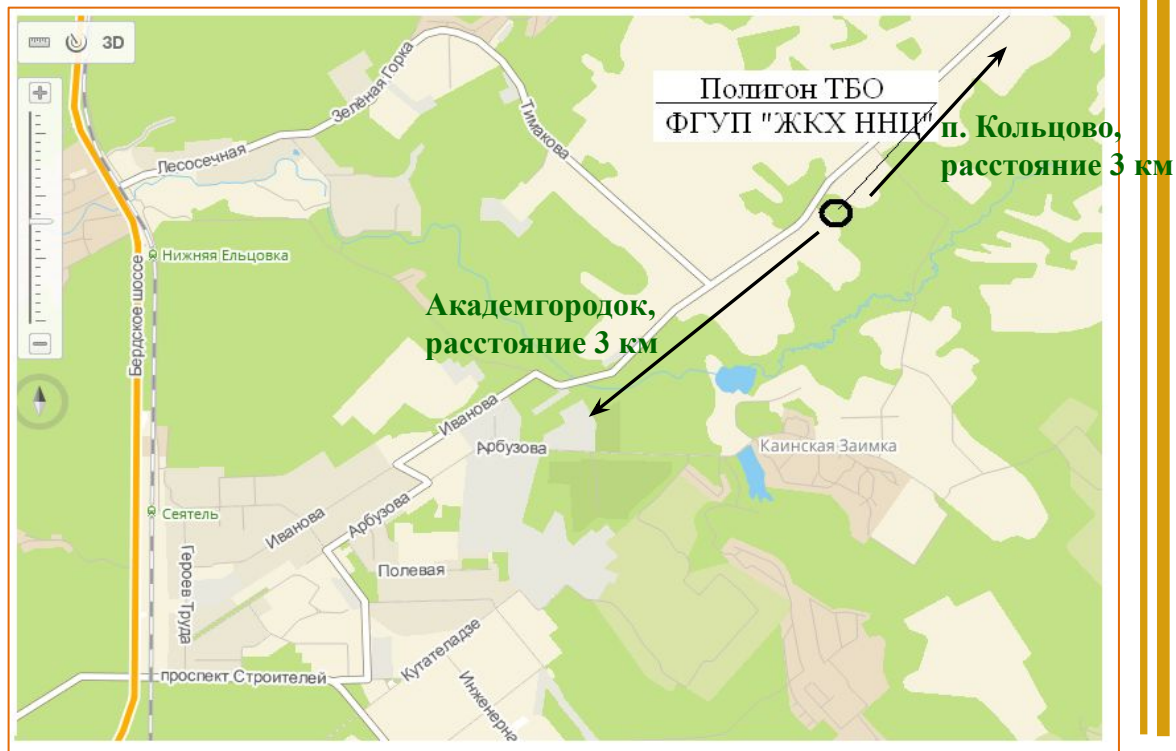 3D
Полигон ТБО
ФГУП "ЖКХ ННЦ"
п. Кольцово,
расстояние 3 км
Зелёная Горка
Тимакова
Лесосечная
Нижняя Ельцовка
Бердское шоссе
Академгородок,
расстояние 3 км
Иванова
Арбузова
Каинская Заимка
Сеятель
Иванова
Арбузова
Героев Труда
Полевая
Кутателадзе
проспект Строителей
Инженерна